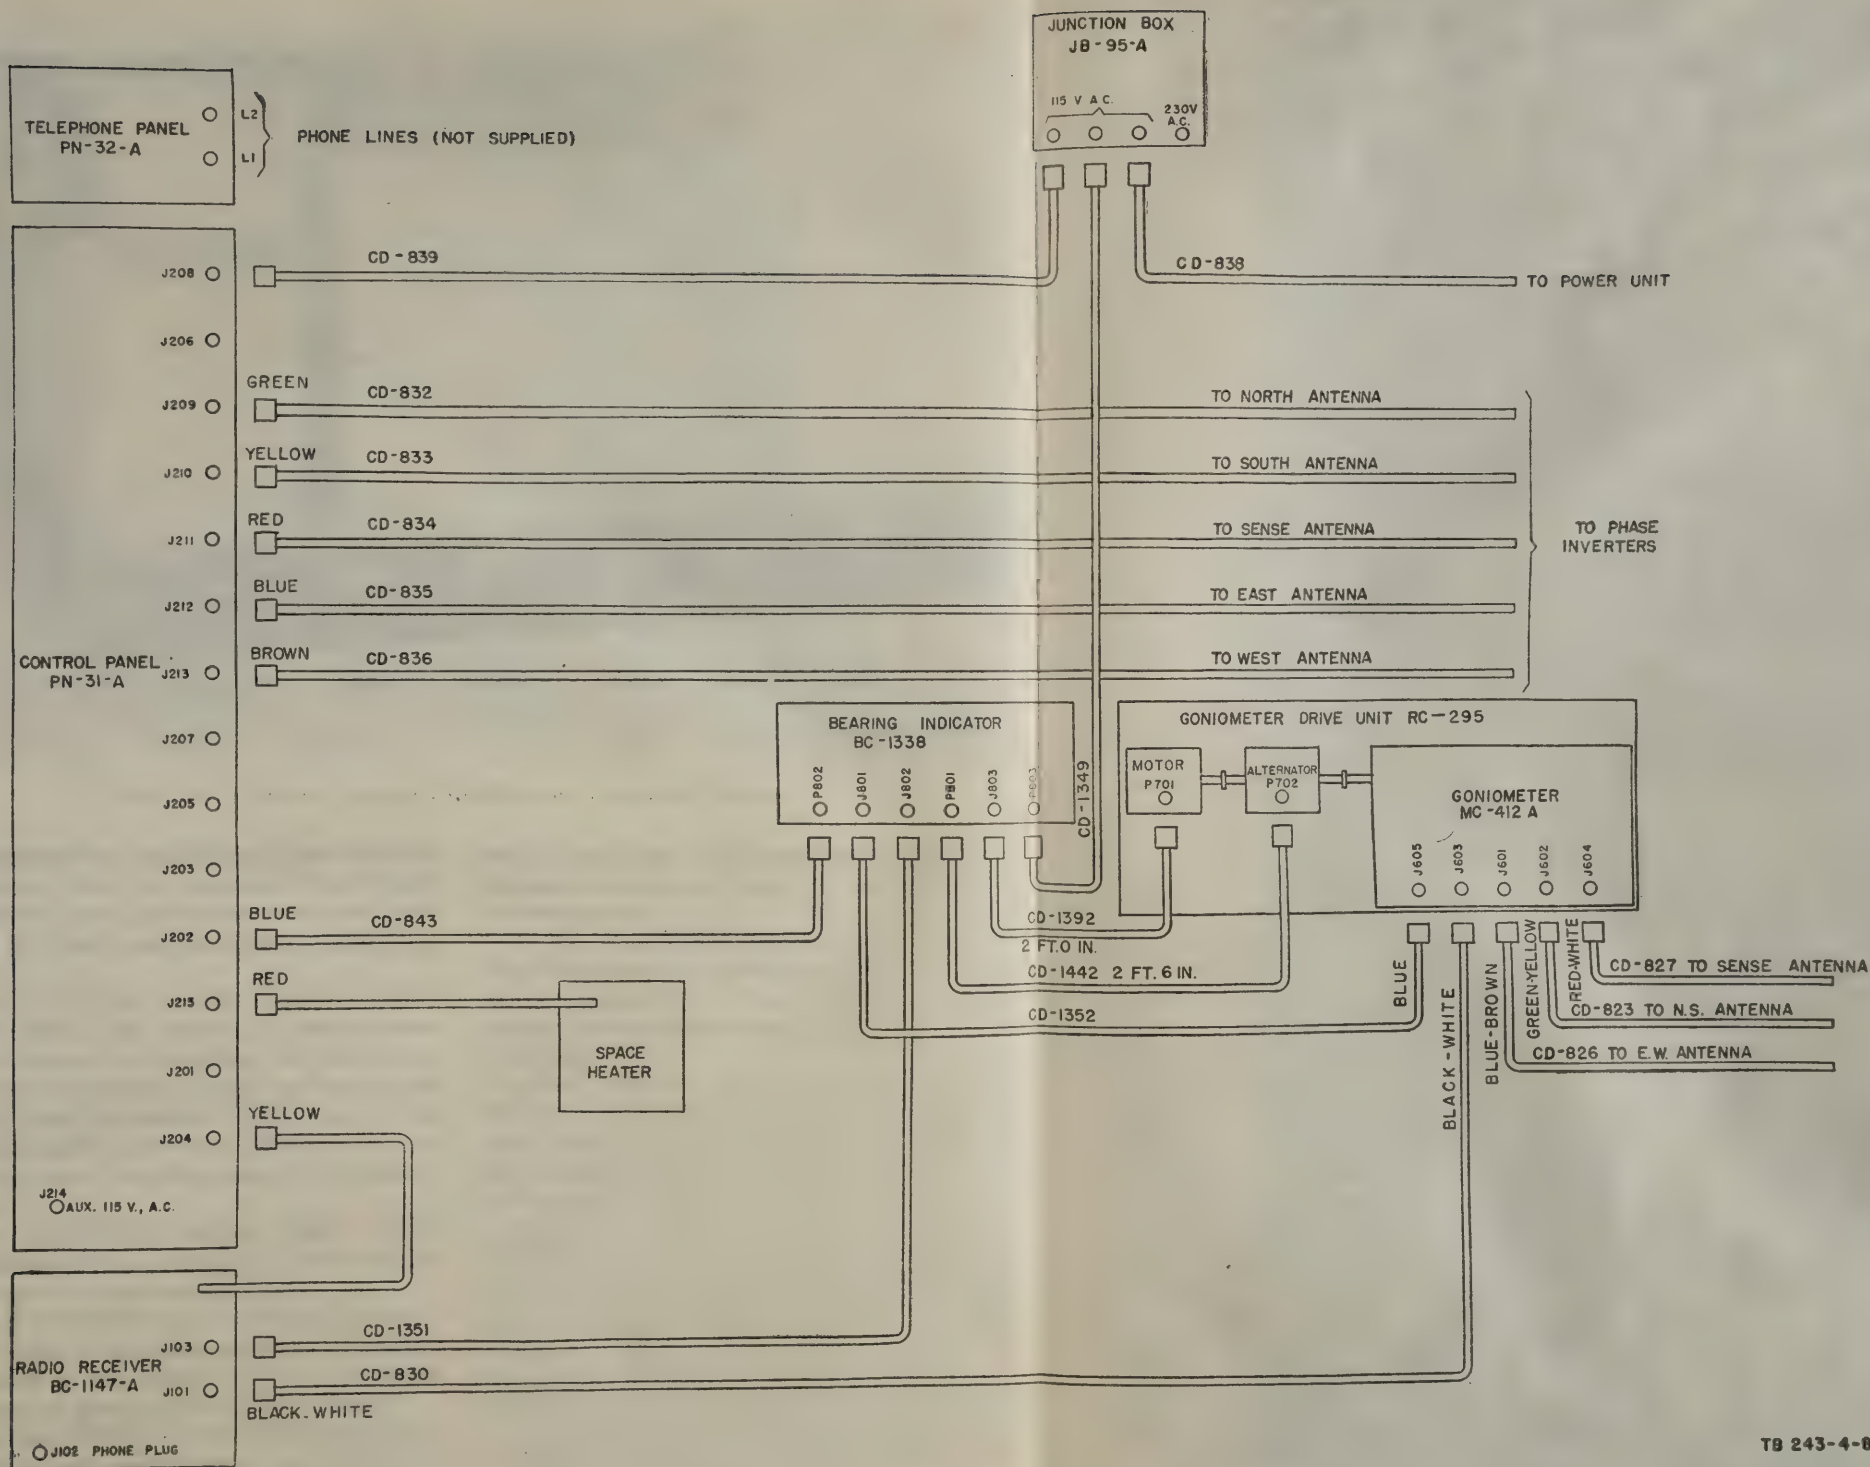 JUNCTION BOX
JB-95-A
115 V A.C.
230V
A.C.
TELEPHONE PANEL
PN-32-A
L2
L1
PHONE LINES (NOT SUPPLIED)
J208
CD-839
CD-838
TO POWER UNIT
J206
GREEN
J209
CD-832
TO NORTH ANTENNA
YELLOW
J210
CD-833
TO SOUTH ANTENNA
RED
J211
CD-834
TO SENSE ANTENNA
TO PHASE
INVERTERS
BLUE
J212
CD-835
TO EAST ANTENNA
BROWN
CONTROL PANEL
PN-31-A
J213
CD-836
TO WEST ANTENNA
J207
J205
J203
BEARING INDICATOR
BC-1338
P802
J801
J802
P801
J803
P803
CD-1349
GONIOMETER DRIVE UNIT RC-295
MOTOR
P701
ALTERNATOR
P702
GONIOMETER
MC-412 A
J605
J603
J601
J602
J604
BLUE
J202
CD-843
CD-1392
2 FT.0 IN.
CD-1442 2 FT. 6 IN.
CD-1352
BLUE
BLACK-WHITE
BLUE-BROWN
GREEN-YELLOW
RED-WHITE
CD-827 TO SENSE ANTENNA
CD-823 TO N.S. ANTENNA
CD-826 TO E.W. ANTENNA
RED
J215
SPACE
HEATER
J201
YELLOW
J204
J214
AUX. 115 V., A.C.
J103
CD-1351
RADIO RECEIVER
BC-1147-A
J101
CD-830
BLACK-WHITE
J102 PHONE PLUG